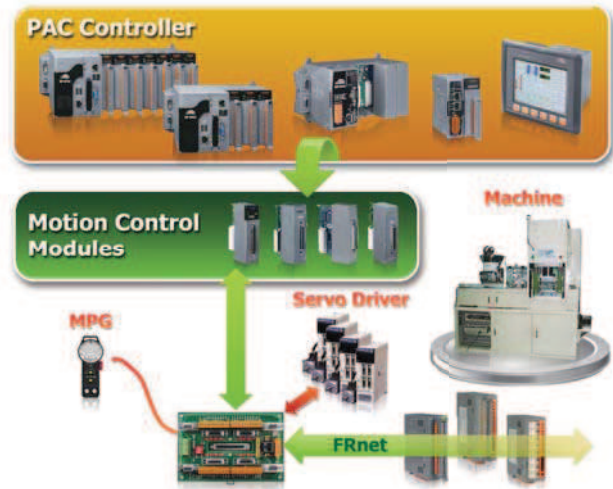 PAC Controller
Motion Control
Modules
Machine
Servo Driver
MPG
FRnet